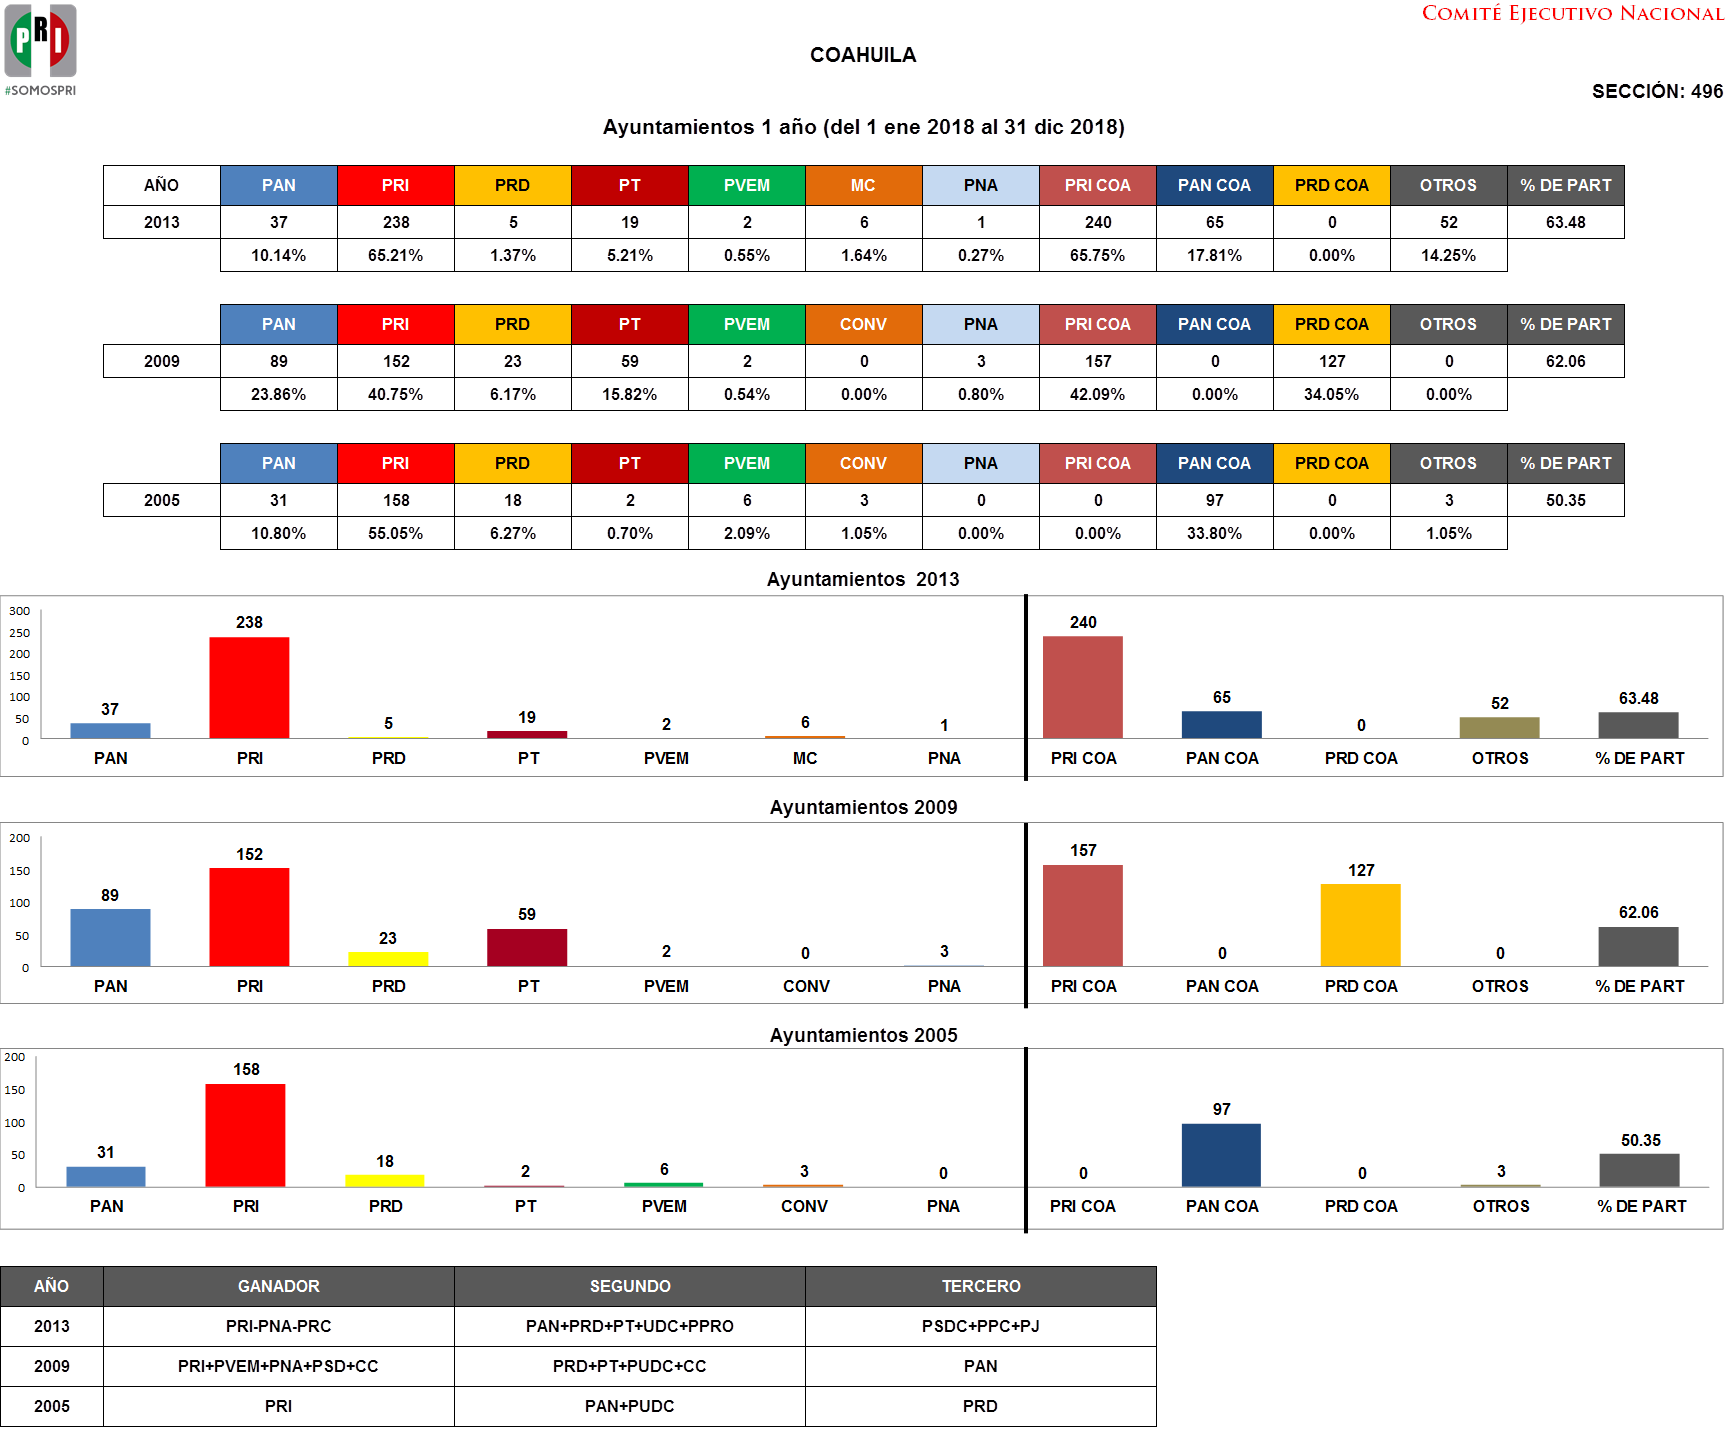 COMITÉ EJECUTIVO NACIONAL
PRI
#SOMOSPRI
COAHUILA
SECCIÓN: 496
Ayuntamientos 1 año (del 1 ene 2018 al 31 dic 2018)
AÑO PAN PRI PRD PT PVEM MC PNA PRI COA PAN COA PRD COA OTROS % DE PART
2013 37 238 5 19 2 6 1 240 65 0 52 63.48
10.14% 65.21% 1.37% 5.21% 0.55% 1.64% 0.27% 65.75% 17.81% 0.00% 14.25%
PAN PRI PRD PT PVEM CONV PNA PRI COA PAN COA PRD COA OTROS % DE PART
2009 89 152 23 59 2 0 3 157 0 127 0 62.06
23.86% 40.75% 6.17% 15.82% 0.54% 0.00% 0.80% 42.09% 0.00% 34.05% 0.00%
PAN PRI PRD PT PVEM CONV PNA PRI COA PAN COA PRD COA OTROS % DE PART
2005 31 158 18 2 6 3 0 0 97 0 3 50.35
10.80% 55.05% 6.27% 0.70% 2.09% 1.05% 0.00% 0.00% 33.80% 0.00% 1.05%
Ayuntamientos 2013
300
250
200
150
100
50
0
37 238 5 19 2 6 1 240 65 0 52 63.48
PAN PRI PRD PT PVEM MC PNA PRI COA PAN COA PRD COA OTROS % DE PART
Ayuntamientos 2009
200
150
100
50
0
89 152 23 59 2 0 3 157 0 127 0 62.06
PAN PRI PRD PT PVEM CONV PNA PRI COA PAN COA PRD COA OTROS % DE PART
Ayuntamientos 2005
200
150
100
50
0
31 158 18 2 6 3 0 0 97 0 3 50.35
PAN PRI PRD PT PVEM CONV PNA PRI COA PAN COA PRD COA OTROS % DE PART
AÑO GANADOR SEGUNDO TERCERO
2013 PRI-PNA-PRC PAN+PRD+PT+UDC+PPRO PSDC+PPC+PJ
2009 PRI+PVEM+PNA+PSD+CC PRD+PT+PUDC+CC PAN
2005 PRI PAN+PUDC PRD